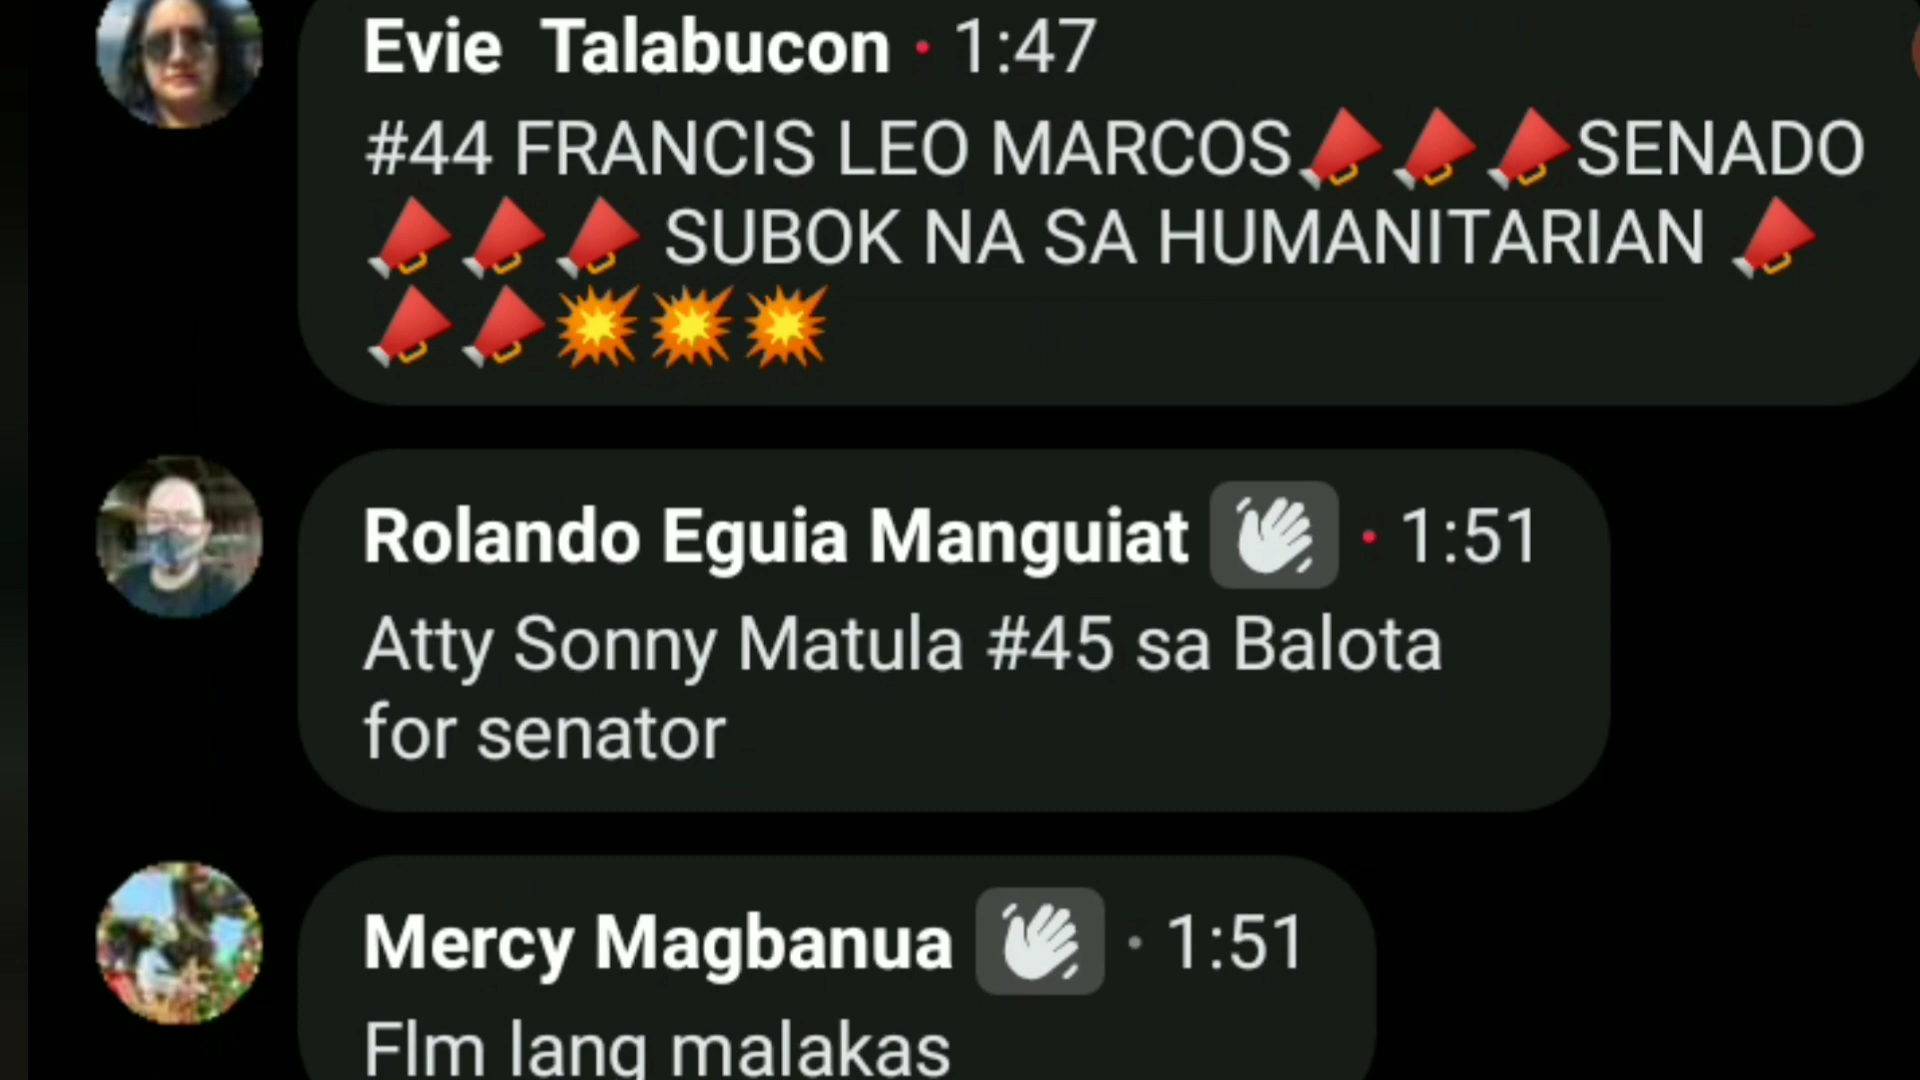 Evie Talabucon • 1:47
#44 FRANCIS LEO MARCOS📣📣📣SENADO
📣📣📣 SUBOK NA SA HUMANITARIAN 📣
📣📣💥💥💥
Rolando Eguia Manguiat 👋 • 1:51
Atty Sonny Matula #45 sa Balota
for senator
Mercy Magbanua 👋 • 1:51
Flm lang malakas